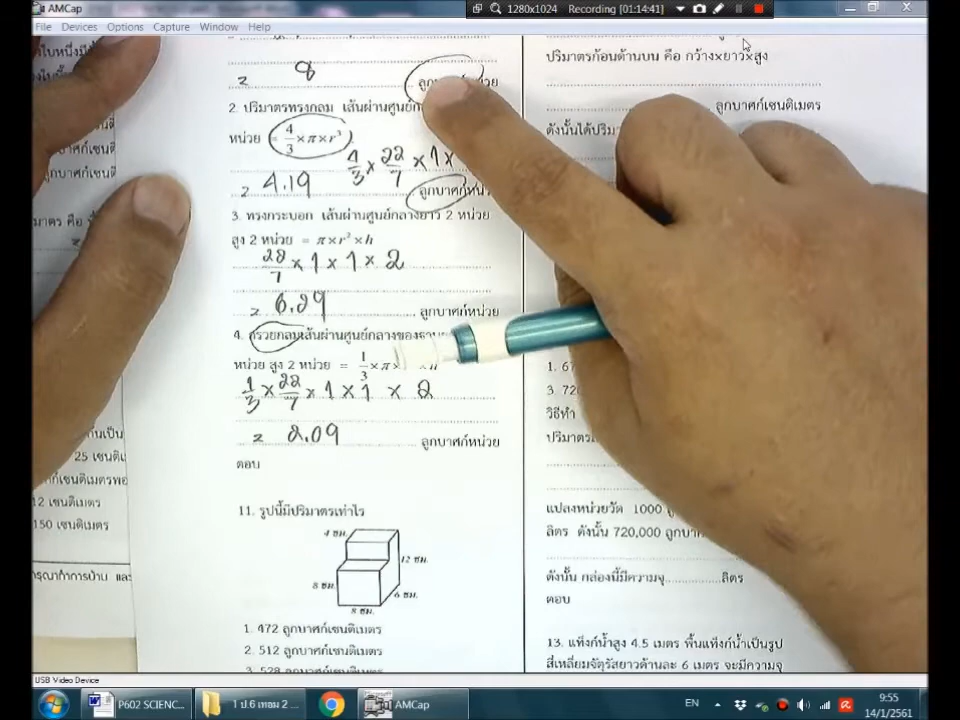 AMCap
1280x1024 Recording [01:14:41]
File Devices Options Capture Window Help
= 8 หน่วย
2. ปริมาตรทรงกลม เส้นผ่านศูนย์ก
หน่วย = 4/3 ×π×r³
4/3 × 22/7 × 1 ×
= 4.19 ลูกบาศก์หน่
3. ทรงกระบอก เส้นผ่านศูนย์กลางยาว 2 หน่วย
สูง 2 หน่วย = π×r²×h
22/7 × 1 × 1 × 2
= 6.29 ลูกบาศก์หน่วย
4. กรวยกลมเส้นผ่านศูนย์กลางของฐาน
หน่วย สูง 2 หน่วย = 1/3 ×π×
1/3 × 22/7 × 1 × 1 × 2
= 2.09 ลูกบาศก์หน่วย
ตอบ
11. รูปนี้มีปริมาตรเท่าไร
4 ซม.
12 ซม.
8 ซม.
6 ซม.
8 ซม.
1. 472 ลูกบาศก์เซนติเมตร
2. 512 ลูกบาศก์เซนติเมตร
3. 528 ลูกบาศก์เซนติเมตร
ปริมาตรก้อนด้านบน คือ กว้าง×ยาว×สูง
ลูกบาศก์เซนติเมตร
ดังนั้นได้ปริมา
1. 67
3. 720
วิธีทำ
ปริมาตร
แปลงหน่วยวัด 1000 ลู
ลิตร ดังนั้น 720,000 ลูกบา
ดังนั้น กล่องนี้มีความจุ ลิตร
ตอบ
13. แท็งก์น้ำสูง 4.5 เมตร พื้นแท็งก์น้ำเป็นรูป
สี่เหลี่ยมจัตุรัสยาวด้านละ 6 เมตร จะมีความจุ
25 เซนติเ
12 เซนติเมตร
150 เซนติเมตร
USB Video Device
P602 SCIENC...
1 ป.6 เทอม 2 ...
AMCap
EN
9:55
14/1/2561